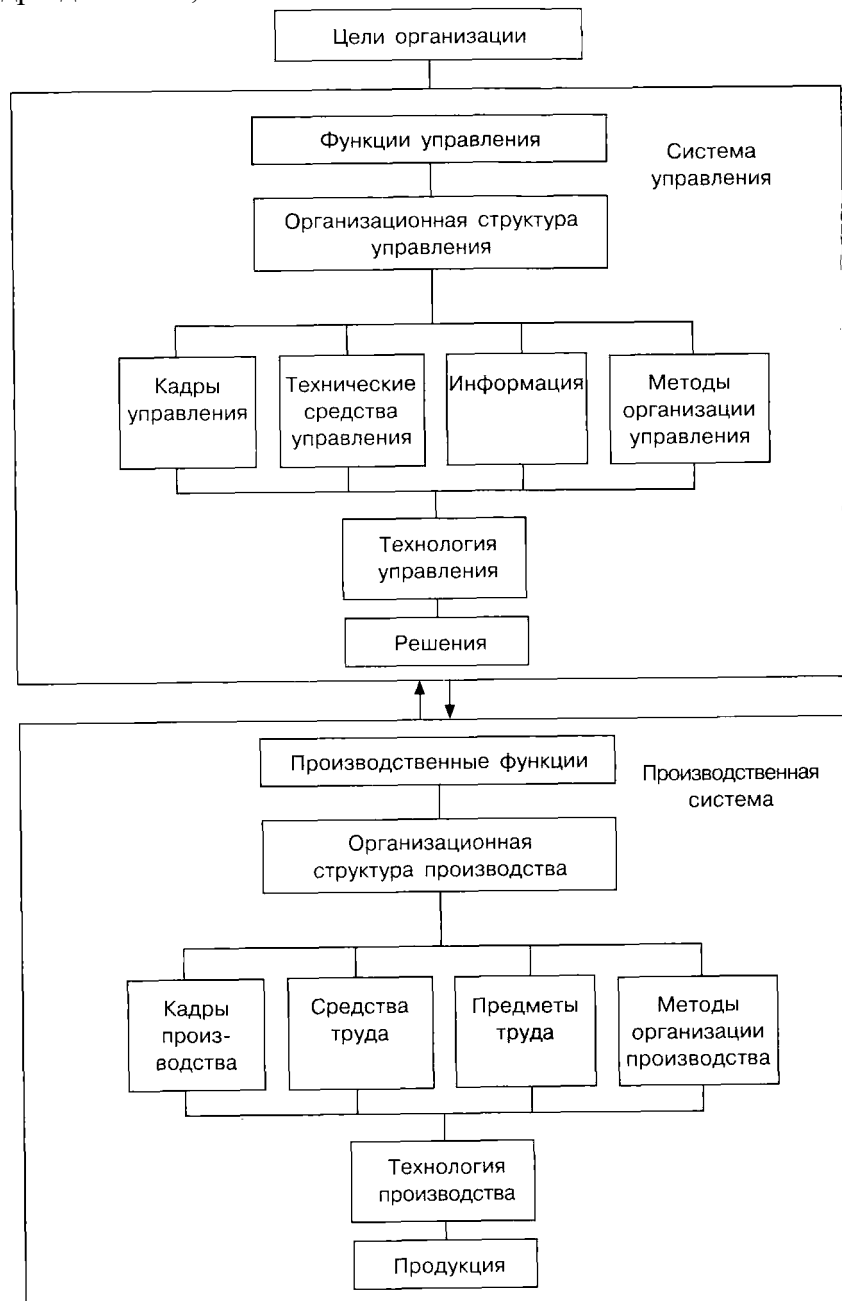 Цели организации
Функции управления
Система
управления
Организационная структура
управления
Кадры
управления
Технические
средства
управления
Информация
Методы
организации
управления
Технология
управления
Решения
Производственные функции
Производственная
система
Организационная
структура производства
Кадры
произ-
водства
Средства
труда
Предметы
труда
Методы
организации
производства
Технология
производства
Продукция